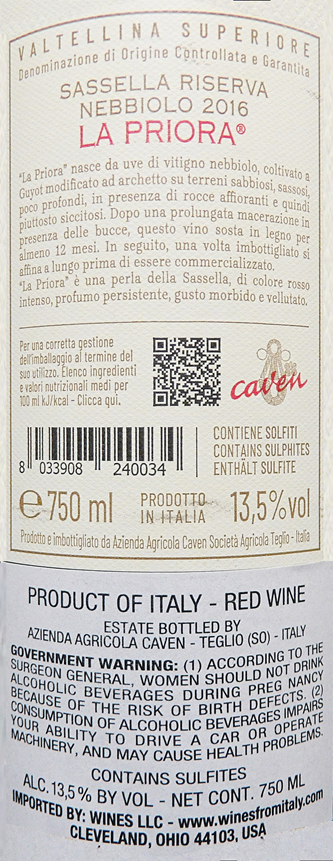 VALTELLINA SUPERIORE
Denominazione di Origine Controllata e Garantita
SASSELLA RISERVA
NEBBIOLO 2016
LA PRIORA®
"La Priora" nasce da uve di vitigno nebbiolo, coltivato a
Guyot modificato ad archetto su terreni sabbiosi, sassosi,
poco profondi, in presenza di rocce affioranti e quindi
piuttosto siccitosi. Dopo una prolungata macerazione in
presenza delle bucce, questo vino sosta in legno per
almeno 12 mesi. In seguito, una volta imbottigliato si
affina a lungo prima di essere commercializzato.
"La Priora" è una perla della Sassella, di colore rosso
intenso, profumo persistente, gusto morbido e vellutato.
Per una corretta gestione
dell'imballaggio al termine del
suo utilizzo. Elenco ingredienti
e valori nutrizionali medi per
100 ml kJ/kcal - Clicca qui.
caven
CONTIENE SOLFITI
CONTAINS SULPHITES
ENTHÄLT SULFITE
8 033908 240034
e 750 ml
PRODOTTO
IN ITALIA
13,5%vol
Prodotto e imbottigliato da Azienda Agricola Caven Società Agricola Teglio - Italia
PRODUCT OF ITALY - RED WINE
ESTATE BOTTLED BY
AZIENDA AGRICOLA CAVEN - TEGLIO (SO) - ITALY
GOVERNMENT WARNING: (1) ACCORDING TO THE
SURGEON GENERAL, WOMEN SHOULD NOT DRINK
ALCOHOLIC BEVERAGES DURING PREG NANCY
BECAUSE OF THE RISK OF BIRTH DEFECTS. (2)
CONSUMPTION OF ALCOHOLIC BEVERAGES IMPAIRS
YOUR ABILITY TO DRIVE A CAR OR OPERATE
MACHINERY, AND MAY CAUSE HEALTH PROBLEMS.
CONTAINS SULFITES
ALC. 13,5% BY VOL - NET CONT. 750 ML
IMPORTED BY: WINES LLC - www.winesfromitaly.com
CLEVELAND, OHIO 44103, USA